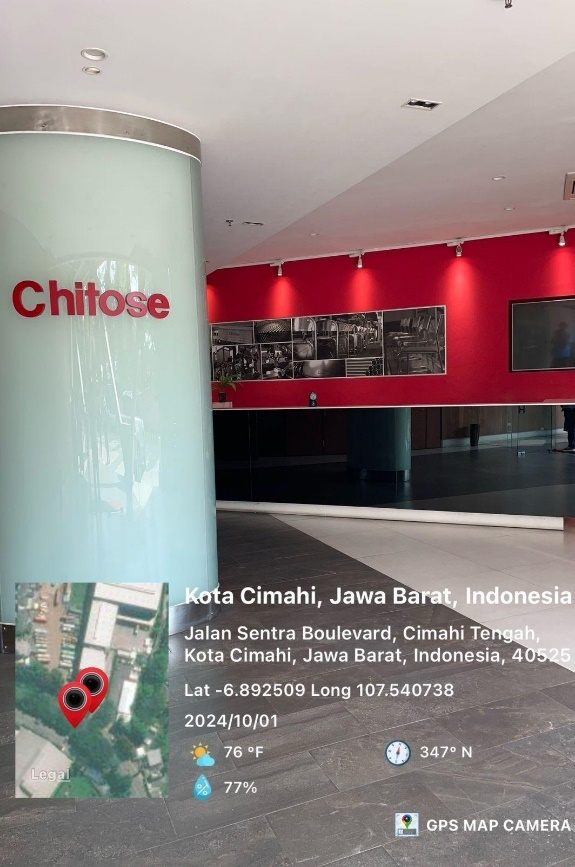 Chitose
Kota Cimahi, Jawa Barat, Indonesia
Jalan Sentra Boulevard, Cimahi Tengah,
Kota Cimahi, Jawa Barat, Indonesia, 40525
Lat -6.892509 Long 107.540738
2024/10/01
76 °F
347° N
77%
Legal
GPS MAP CAMERA